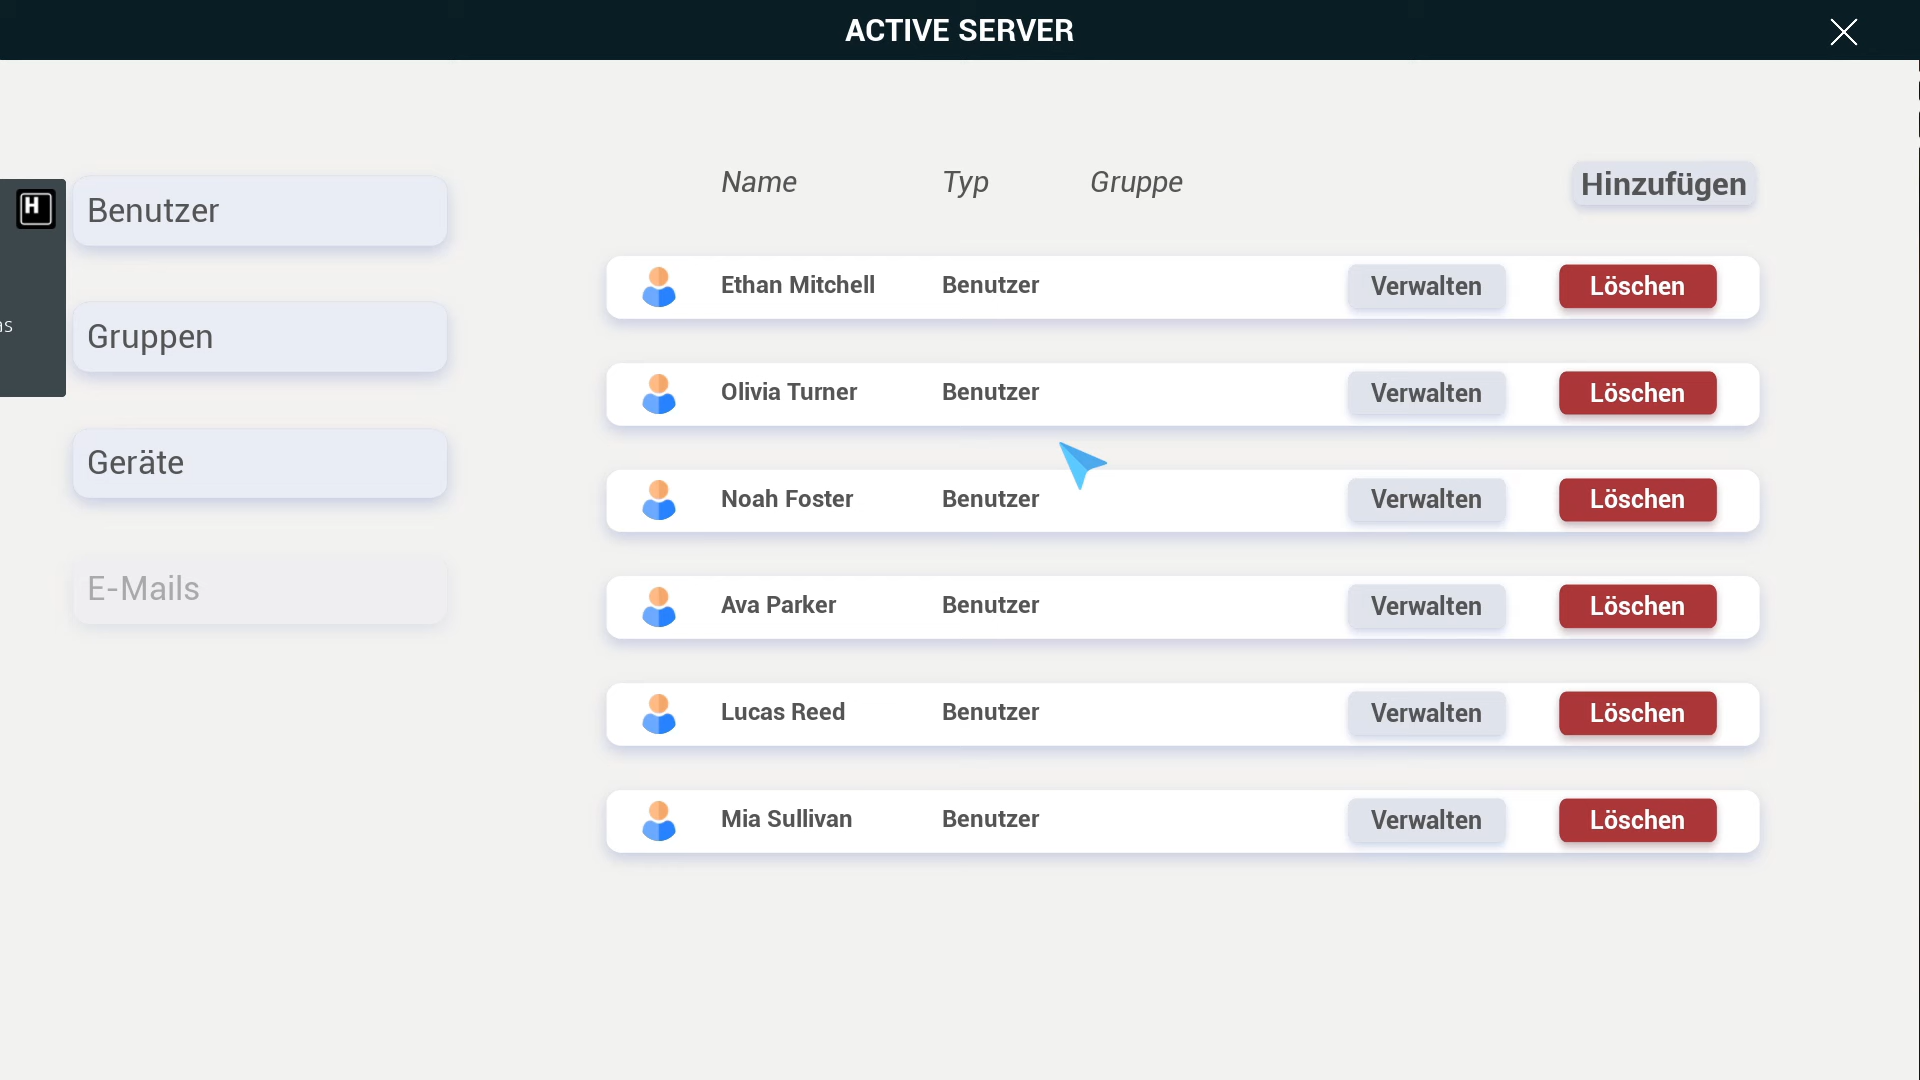 ACTIVE SERVER
H
as
Benutzer
Gruppen
Geräte
E-Mails
Name Typ Gruppe Hinzufügen
Ethan Mitchell Benutzer Verwalten Löschen
Olivia Turner Benutzer Verwalten Löschen
Noah Foster Benutzer Verwalten Löschen
Ava Parker Benutzer Verwalten Löschen
Lucas Reed Benutzer Verwalten Löschen
Mia Sullivan Benutzer Verwalten Löschen